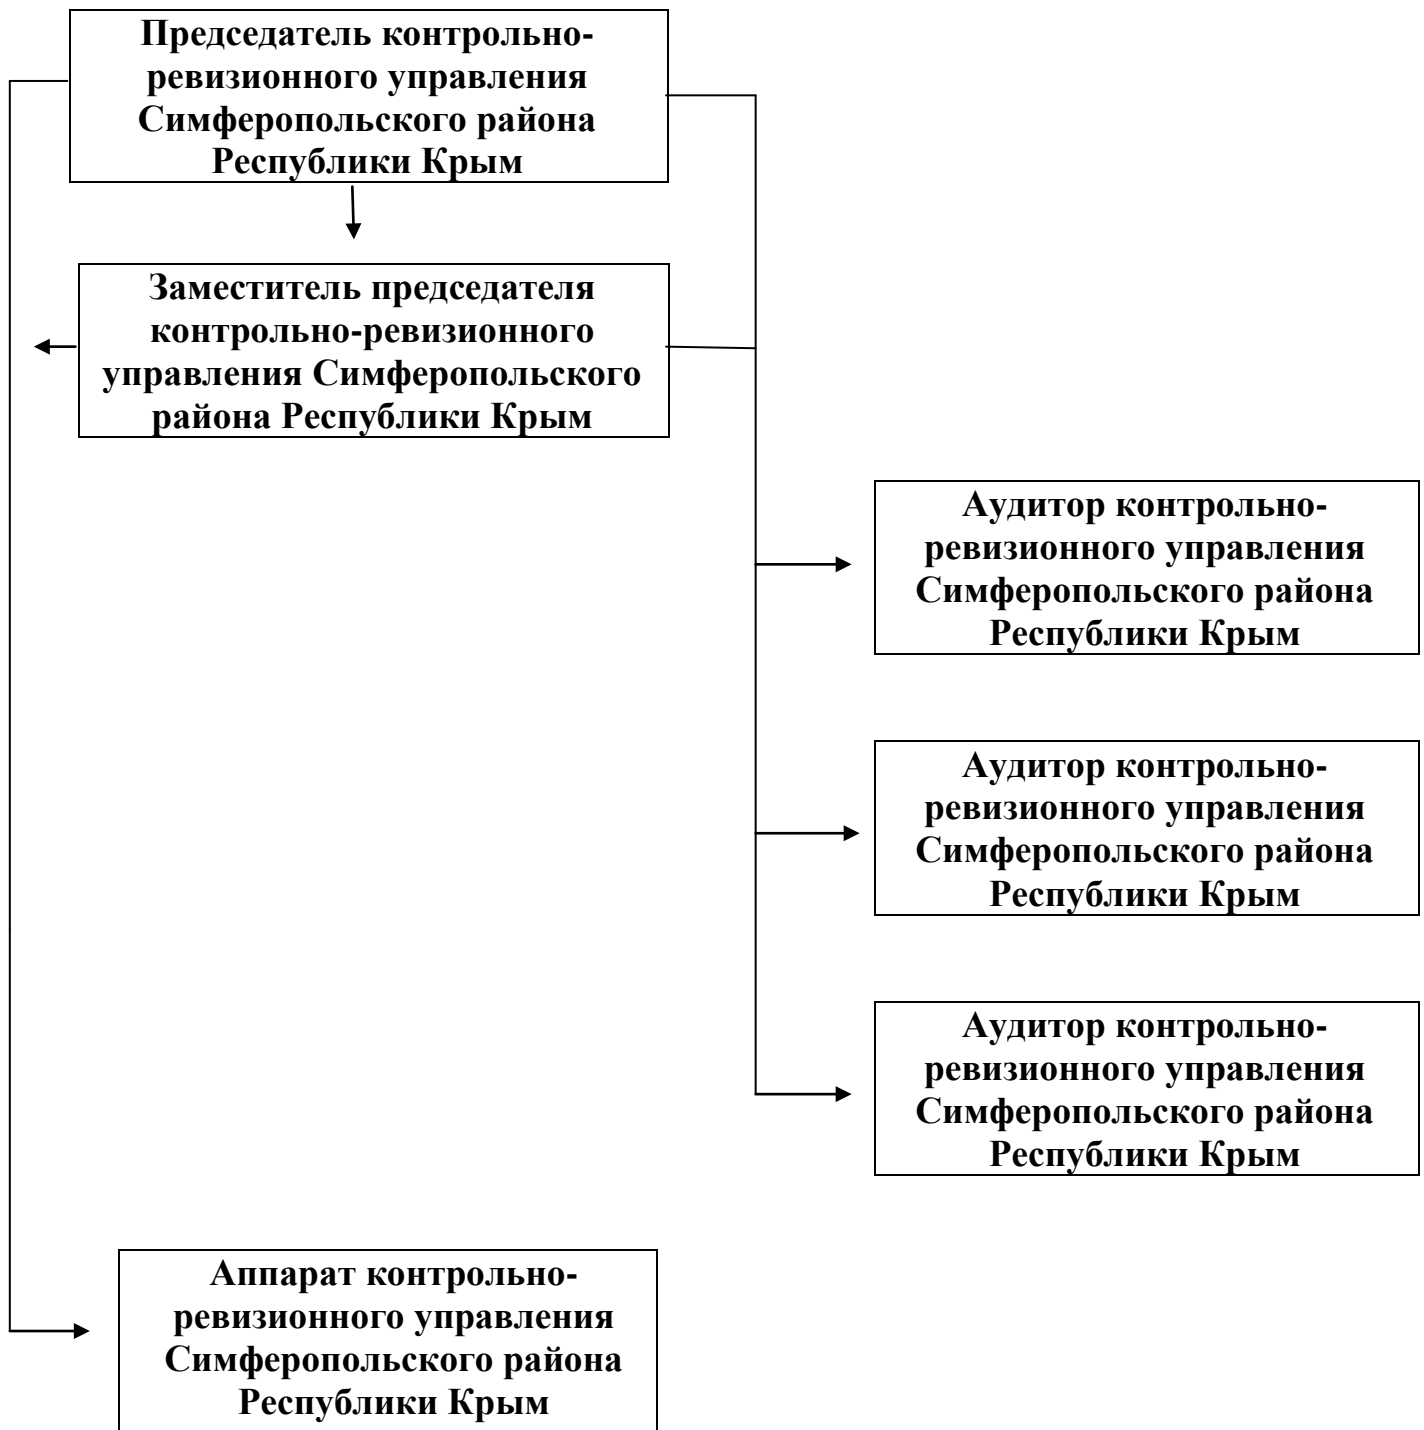 Председатель контрольно-
ревизионного управления
Симферопольского района
Республики Крым
Заместитель председателя
контрольно-ревизионного
управления Симферопольского
района Республики Крым
Аудитор контрольно-
ревизионного управления
Симферопольского района
Республики Крым
Аудитор контрольно-
ревизионного управления
Симферопольского района
Республики Крым
Аудитор контрольно-
ревизионного управления
Симферопольского района
Республики Крым
Аппарат контрольно-
ревизионного управления
Симферопольского района
Республики Крым